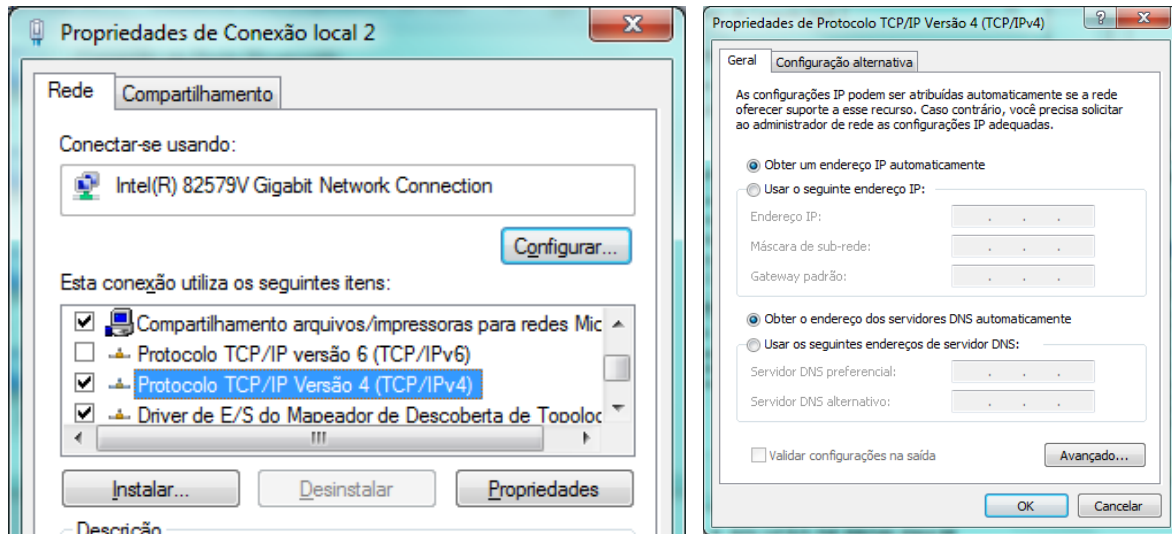 Propriedades de Conexão local 2
Rede
Compartilhamento
Conectar-se usando:
Intel(R) 82579V Gigabit Network Connection
Configurar...
Esta conexão utiliza os seguintes itens:
Compartilhamento arquivos/impressoras para redes Mic
Protocolo TCP/IP versão 6 (TCP/IPv6)
Protocolo TCP/IP Versão 4 (TCP/IPv4)
Driver de E/S do Mapeador de Descoberta de Topoloc
Instalar...
Desinstalar
Propriedades
Descrição
Propriedades de Protocolo TCP/IP Versão 4 (TCP/IPv4)
Geral
Configuração alternativa
As configurações IP podem ser atribuídas automaticamente se a rede
oferecer suporte a esse recurso. Caso contrário, você precisa solicitar
ao administrador de rede as configurações IP adequadas.
Obter um endereço IP automaticamente
Usar o seguinte endereço IP:
Endereço IP:
Máscara de sub-rede:
Gateway padrão:
Obter o endereço dos servidores DNS automaticamente
Usar os seguintes endereços de servidor DNS:
Servidor DNS preferencial:
Servidor DNS alternativo:
Validar configurações na saída
Avançado...
OK
Cancelar